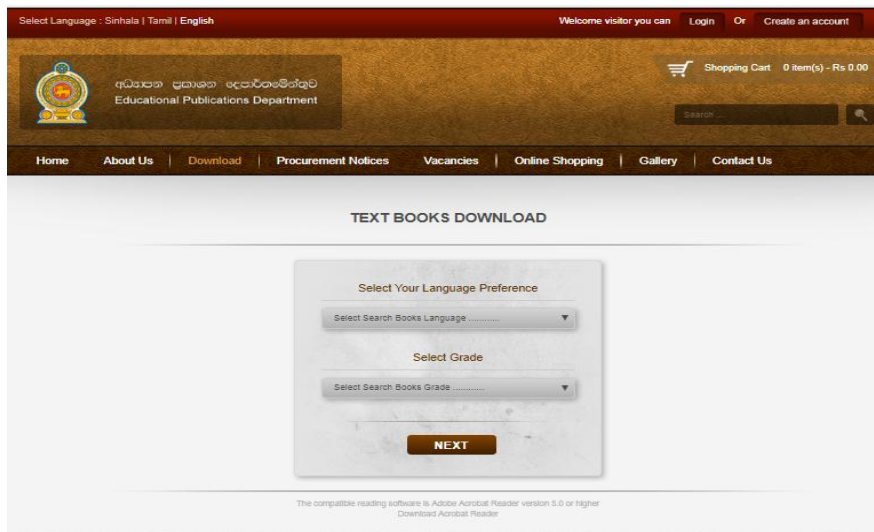 Select Language : Sinhala | Tamil | English
Welcome visitor you can Login Or Create an account
Shopping Cart 0 item(s) - Rs 0.00
අධ්‍යාපන ප්‍රකාශන දෙපාර්තමේන්තුව
Educational Publications Department
Search ...
Home About Us | Download | Procurement Notices Vacancies | Online Shopping | Gallery | Contact Us
TEXT BOOKS DOWNLOAD
Select Your Language Preference
Select Search Books Language ............
Select Grade
Select Search Books Grade ............
NEXT
The compatible reading software is Adobe Acrobat Reader version 5.0 or higher
Download Acrobat Reader